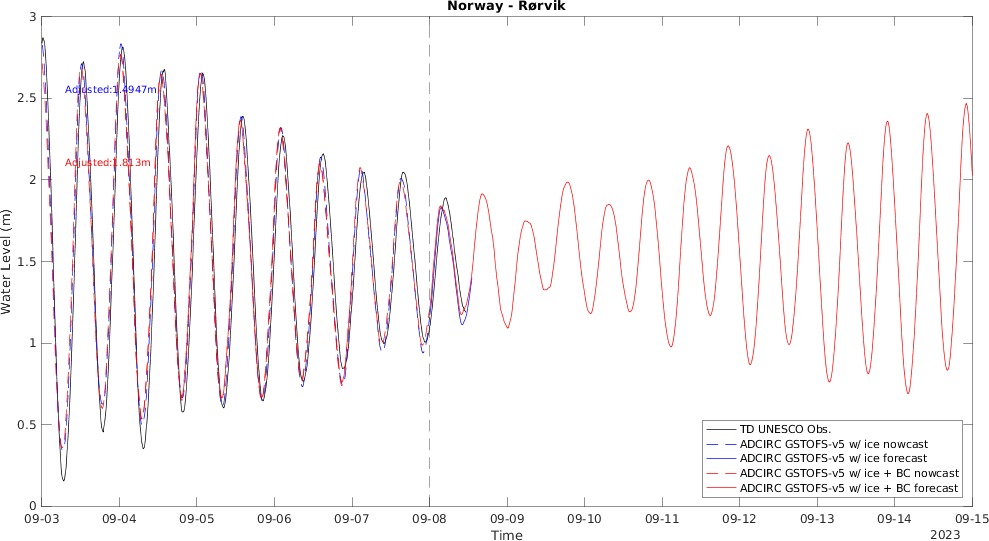 Norway - Rørvik
Water Level (m)
3
2.5
2
1.5
1
0.5
0
Adjusted:1.4947m
Adjusted:1.813m
TD UNESCO Obs.
ADCIRC GSTOFS-v5 w/ ice nowcast
ADCIRC GSTOFS-v5 w/ ice forecast
ADCIRC GSTOFS-v5 w/ ice + BC nowcast
ADCIRC GSTOFS-v5 w/ ice + BC forecast
09-03 09-04 09-05 09-06 09-07 09-08 09-09 09-10 09-11 09-12 09-13 09-14 09-15
Time
2023